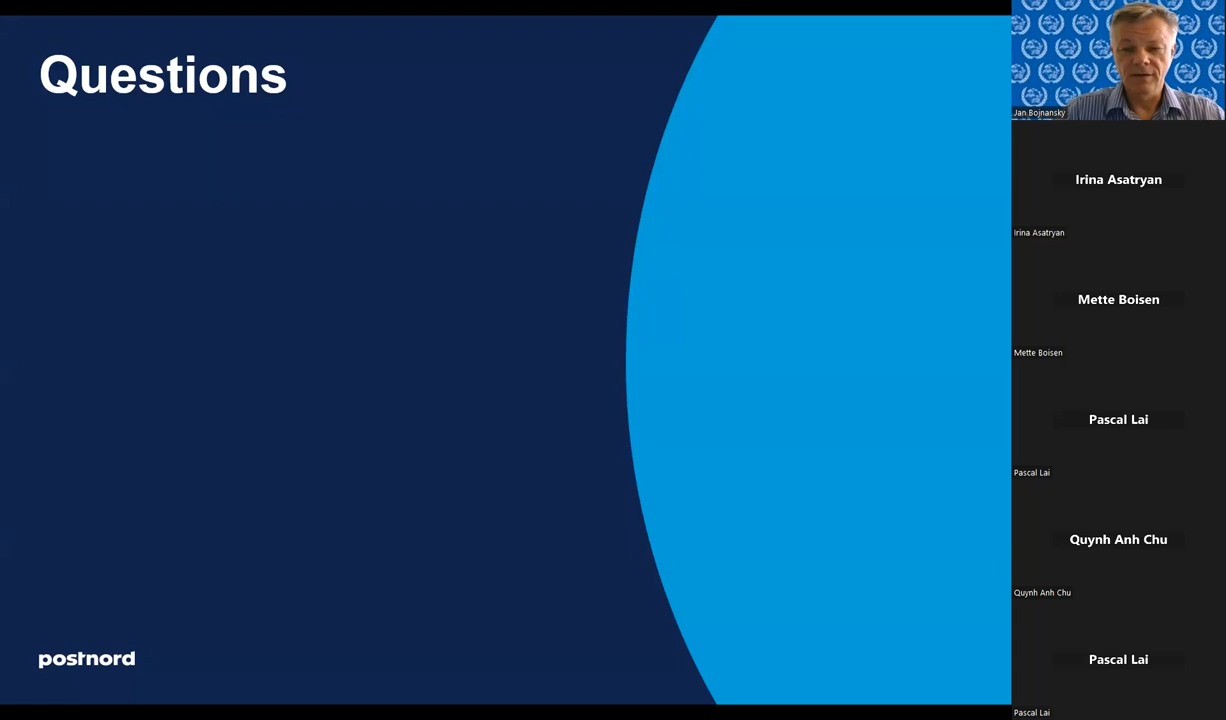 Questions
postnord
Jan Bojnansky
Irina Asatryan
Irina Asatryan
Mette Boisen
Mette Boisen
Pascal Lai
Pascal Lai
Quynh Anh Chu
Quynh Anh Chu
Pascal Lai
Pascal Lai